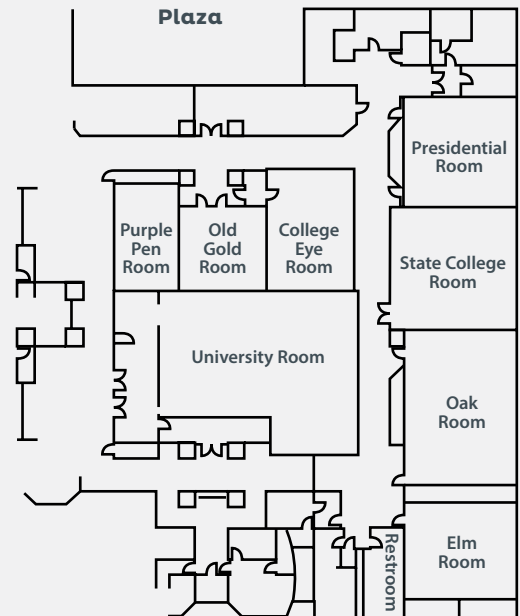 Plaza
Presidential
Room
Purple
Pen
Room
Old
Gold
Room
College
Eye
Room
State College
Room
University Room
Oak
Room
Elm
Room
Restroom